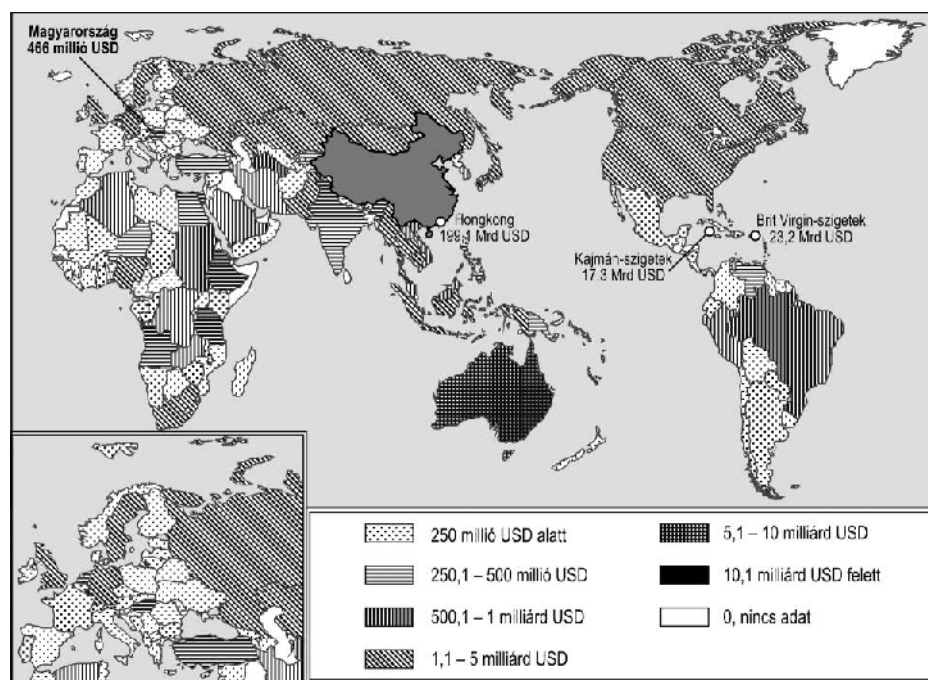 Magyarország
466 millió USD
Hongkong
199,1 Mrd USD
Brit Virgin-szigetek
23,2 Mrd USD
Kajmán-szigetek
17,3 Mrd USD
250 millió USD alatt
250,1 – 500 millió USD
500,1 – 1 milliárd USD
1,1 – 5 milliárd USD
5,1 – 10 milliárd USD
10,1 milliárd USD felett
0, nincs adat